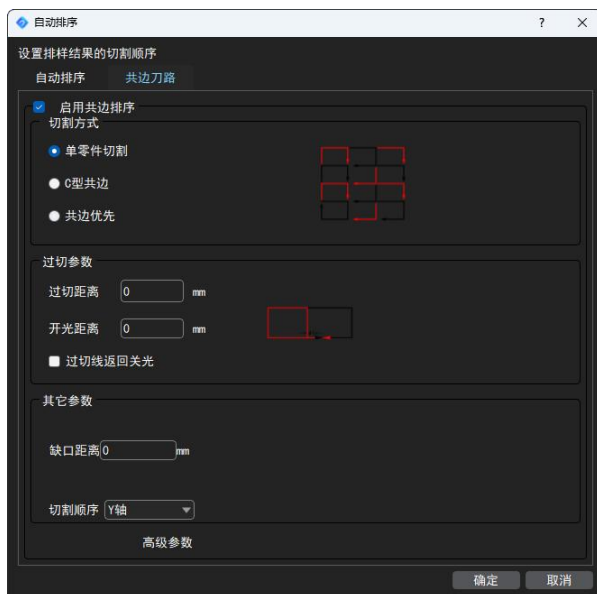 自动排序
?
×
设置排样结果的切割顺序
自动排序 共边刀路
启用共边排序
切割方式
单零件切割
C型共边
共边优先
过切参数
过切距离 0 mm
开光距离 0 mm
过切线返回关光
其它参数
缺口距离 0 mm
切割顺序 Y轴
高级参数
确定 取消